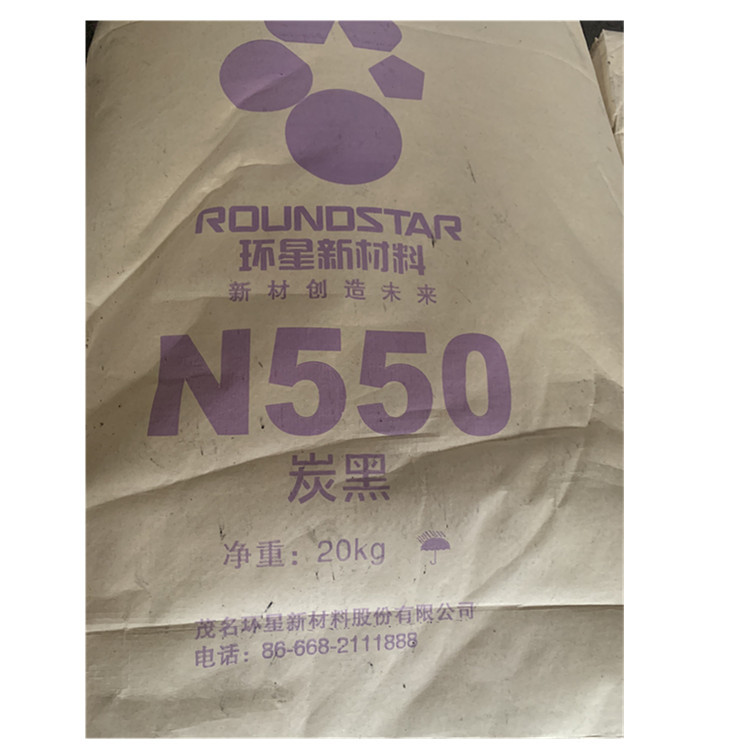 ROUNDSTAR
环星新材料
新材创造未来
N550
炭黑
净重：20kg
茂名环星新材料股份有限公司
电话：86-668-2111888